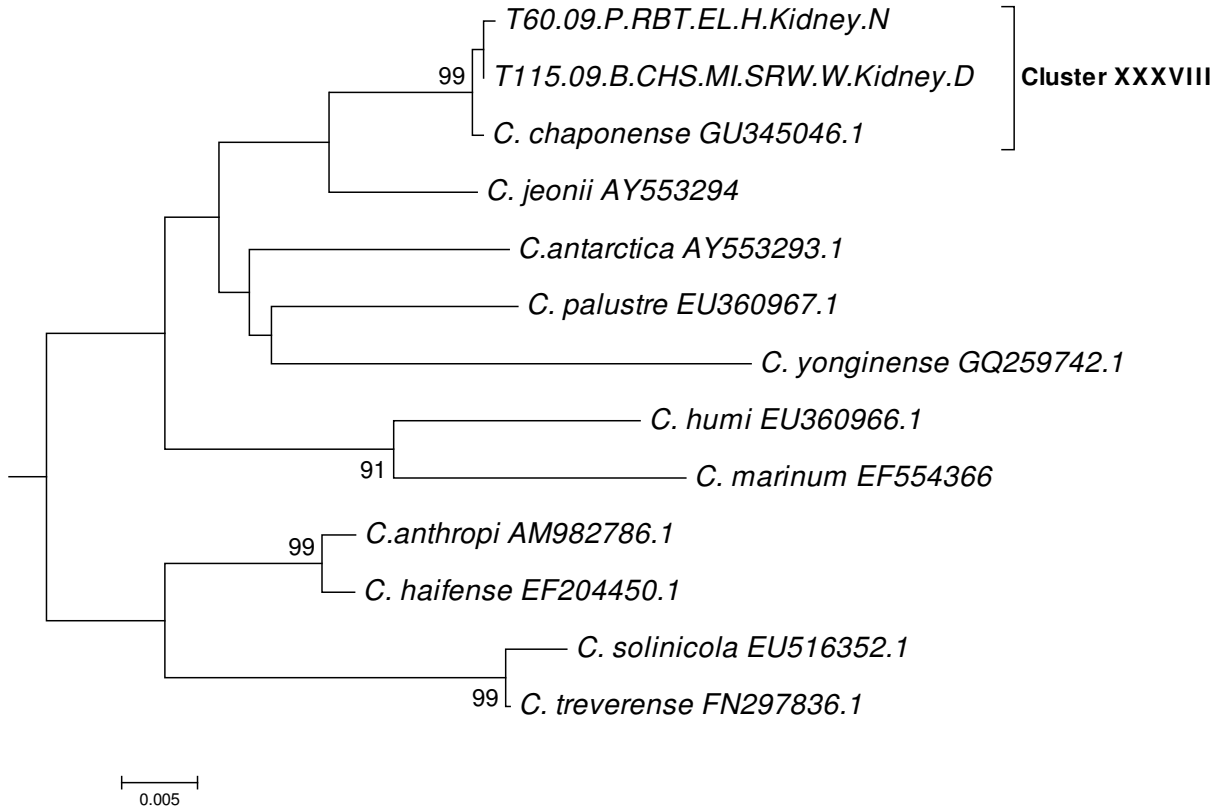 T60.09.P.RBT.EL.H.Kidney.N
99 T115.09.B.CHS.MI.SRW.W.Kidney.D Cluster XXXVIII
C. chaponense GU345046.1
C. jeonii AY553294
C.antarctica AY553293.1
C. palustre EU360967.1
C. yonginense GQ259742.1
C. humi EU360966.1
91 C. marinum EF554366
C.anthropi AM982786.1
99
C. haifense EF204450.1
C. solinicola EU516352.1
99 C. treverense FN297836.1
0.005